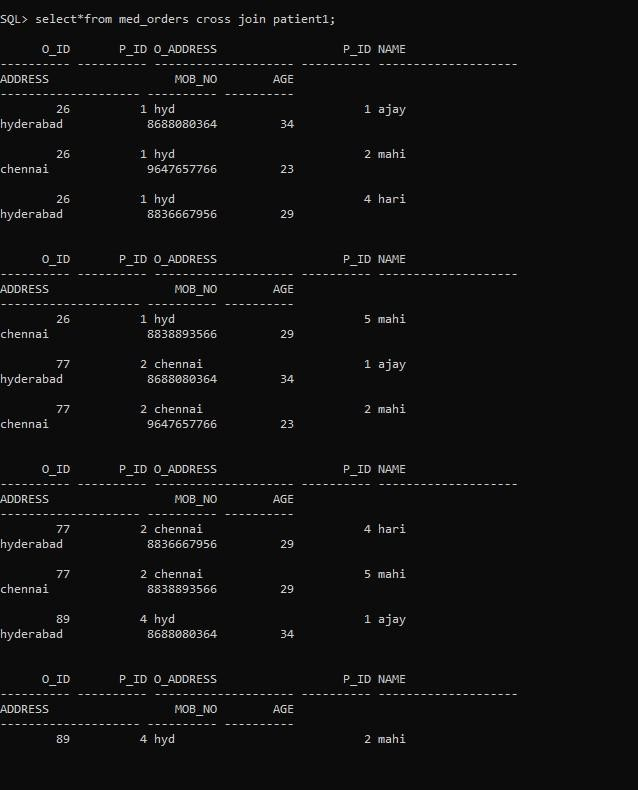 SQL> select*from med_orders cross join patient1;
      O_ID       P_ID O_ADDRESS                  P_ID NAME
---------- ---------- -------------------- ---------- --------------------
ADDRESS                  MOB_NO        AGE
-------------------- ---------- ----------
        26          1 hyd                           1 ajay
hyderabad            8688080364         34
        26          1 hyd                           2 mahi
chennai              9647657766         23
        26          1 hyd                           4 hari
hyderabad            8836667956         29
      O_ID       P_ID O_ADDRESS                  P_ID NAME
---------- ---------- -------------------- ---------- --------------------
ADDRESS                  MOB_NO        AGE
-------------------- ---------- ----------
        26          1 hyd                           5 mahi
chennai              8838893566         29
        77          2 chennai                       1 ajay
hyderabad            8688080364         34
        77          2 chennai                       2 mahi
chennai              9647657766         23
      O_ID       P_ID O_ADDRESS                  P_ID NAME
---------- ---------- -------------------- ---------- --------------------
ADDRESS                  MOB_NO        AGE
-------------------- ---------- ----------
        77          2 chennai                       4 hari
hyderabad            8836667956         29
        77          2 chennai                       5 mahi
chennai              8838893566         29
        89          4 hyd                           1 ajay
hyderabad            8688080364         34
      O_ID       P_ID O_ADDRESS                  P_ID NAME
---------- ---------- -------------------- ---------- --------------------
ADDRESS                  MOB_NO        AGE
-------------------- ---------- ----------
        89          4 hyd                           2 mahi